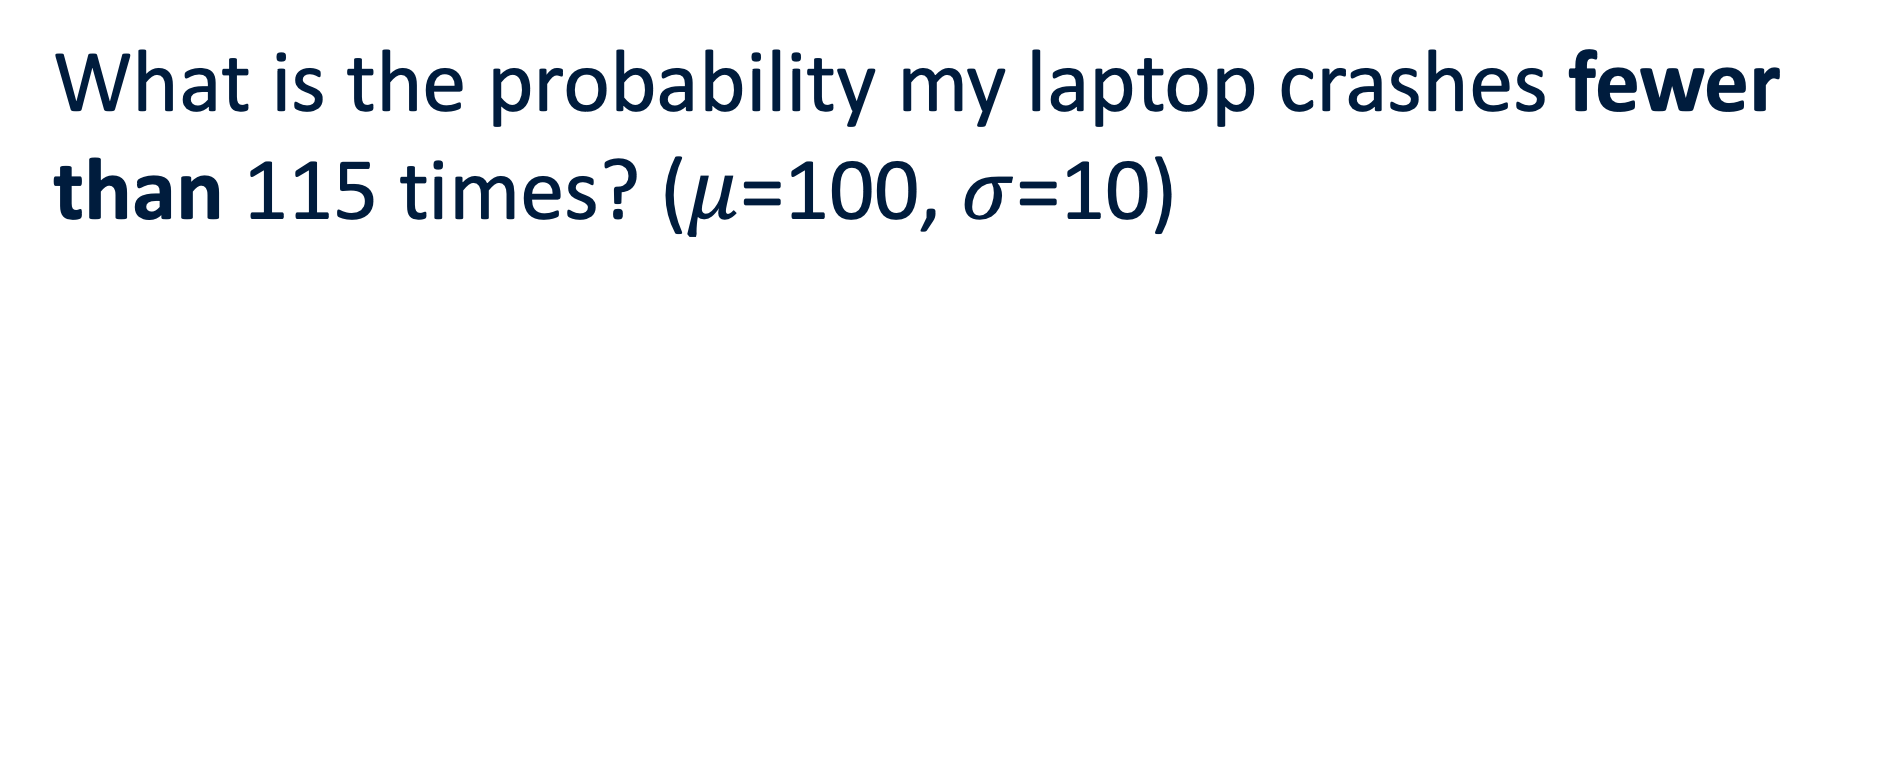 What is the probability my laptop crashes fewer
than 115 times? (𝜇=100, 𝜎=10)